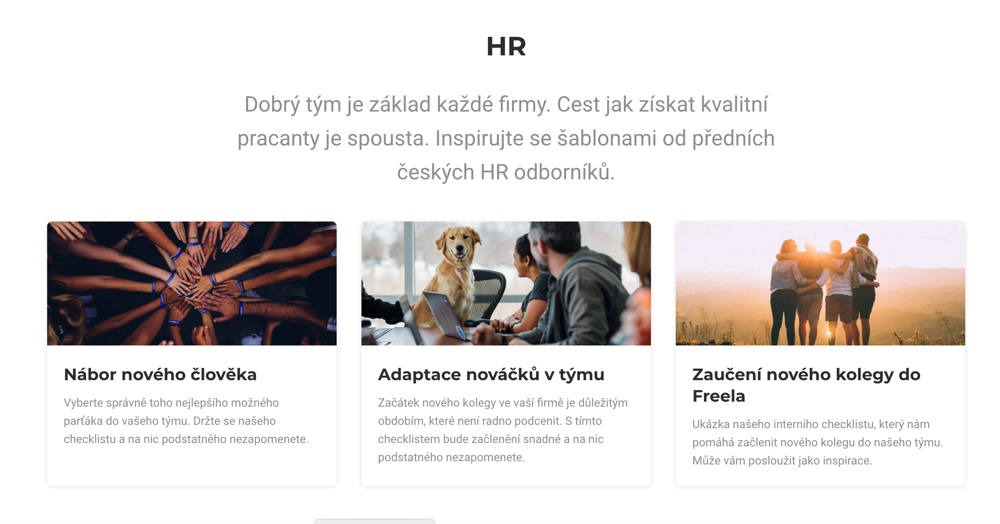 HR
Dobrý tým je základ každé firmy. Cest jak získat kvalitní
pracanty je spousta. Inspirujte se šablonami od předních
českých HR odborníků.
Nábor nového člověka
Vyberte správně toho nejlepšího možného
parťáka do vašeho týmu. Držte se našeho
checklistu a na nic podstatného nezapomenete.
Adaptace nováčků v týmu
Začátek nového kolegy ve vaší firmě je důležitým
obdobím, které není radno podcenit. S tímto
checklistem bude začlenění snadné a na nic
podstatného nezapomenete.
Zaučení nového kolegy do
Freela
Ukázka našeho interního checklistu, který nám
pomáhá začlenit nového kolegu do našeho týmu.
Může vám posloužit jako inspirace.